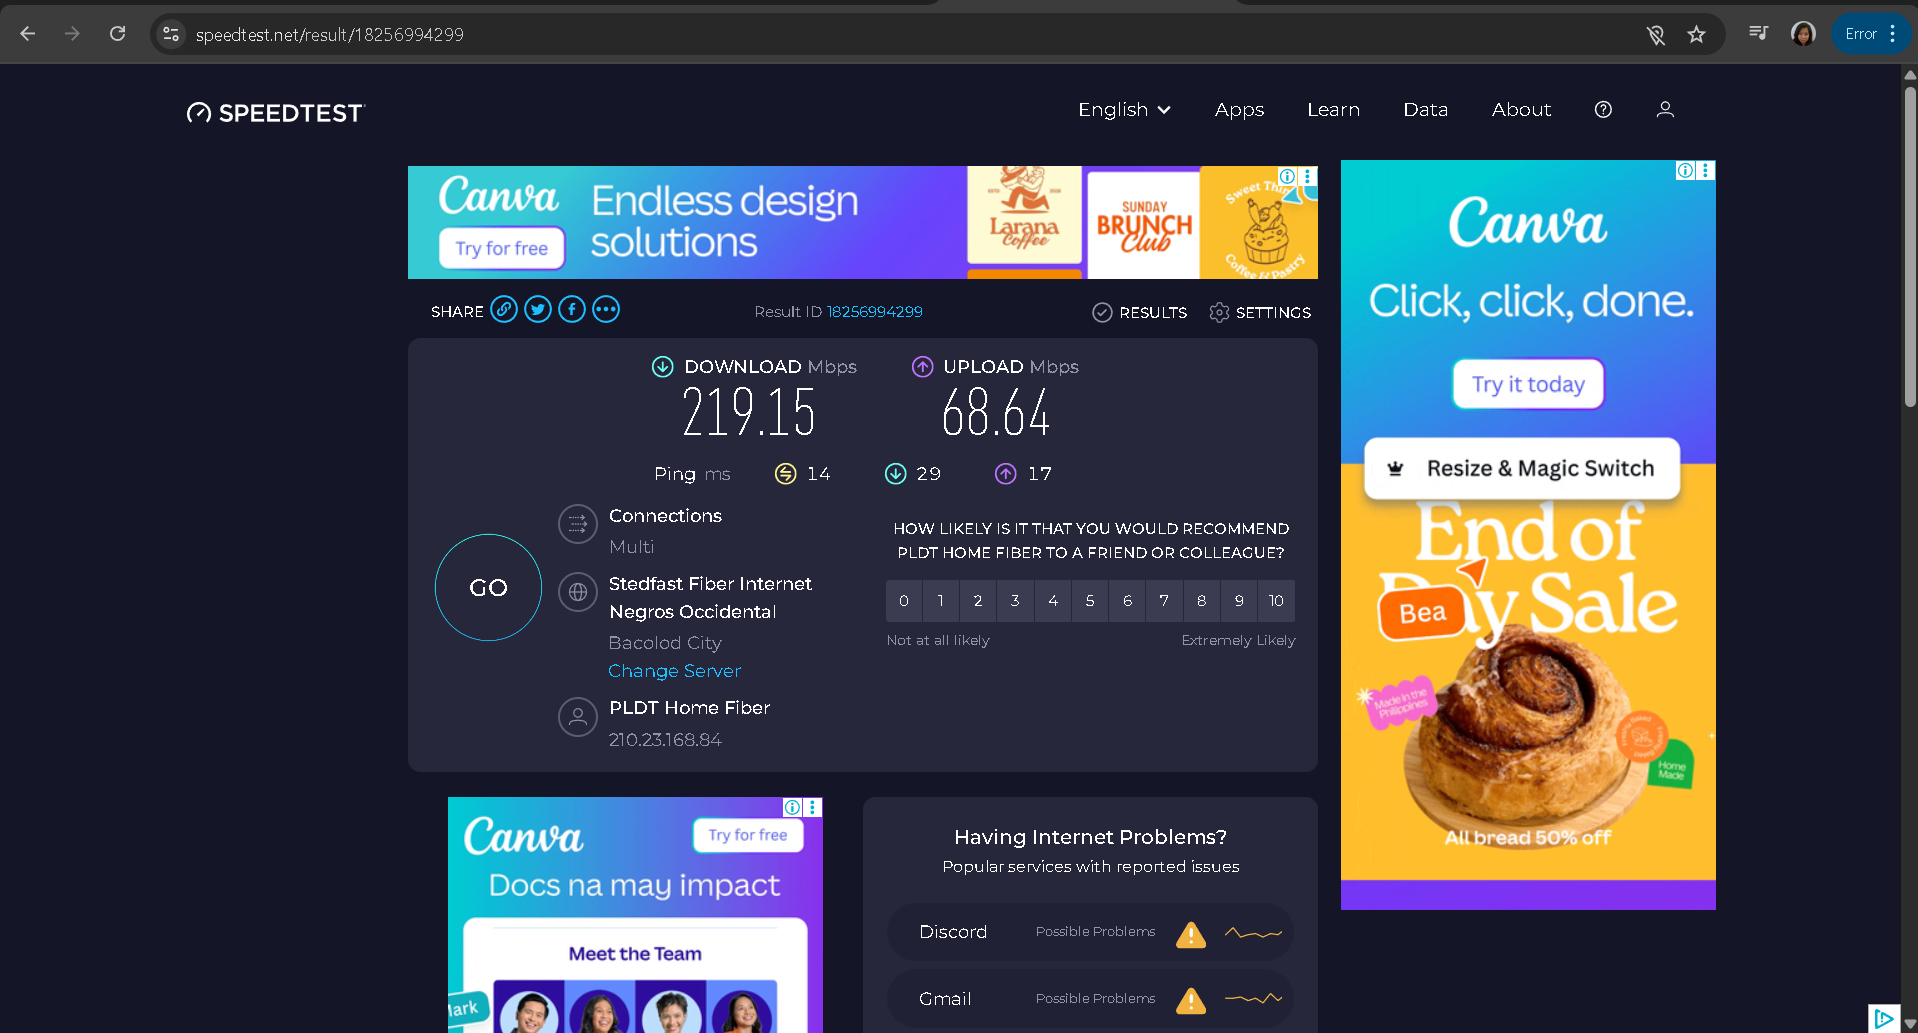 speedtest.net/result/18256994299
Error
SPEEDTEST
English
Apps
Learn
Data
About
Canva
Try for free
Endless design
solutions
Larana
Coffee
SUNDAY
BRUNCH
Club
Sweet
Coffee & Pastry
SHARE
Result ID 18256994299
RESULTS
SETTINGS
DOWNLOAD Mbps
219.15
UPLOAD Mbps
68.64
Ping ms
14
29
17
GO
Connections
Multi
Stedfast Fiber Internet
Negros Occidental
Bacolod City
Change Server
PLDT Home Fiber
210.23.168.84
HOW LIKELY IS IT THAT YOU WOULD RECOMMEND
PLDT HOME FIBER TO A FRIEND OR COLLEAGUE?
0 1 2 3 4 5 6 7 8 9 10
Not at all likely
Extremely Likely
Canva
Click, click, done.
Try it today
Resize & Magic Switch
End of
Day Sale
Bea
Made in the
Philippines
Home
Made
All bread 50% off
Canva
Try for free
Docs na may impact
Meet the Team
Mark
Having Internet Problems?
Popular services with reported issues
Discord
Possible Problems
Gmail
Possible Problems